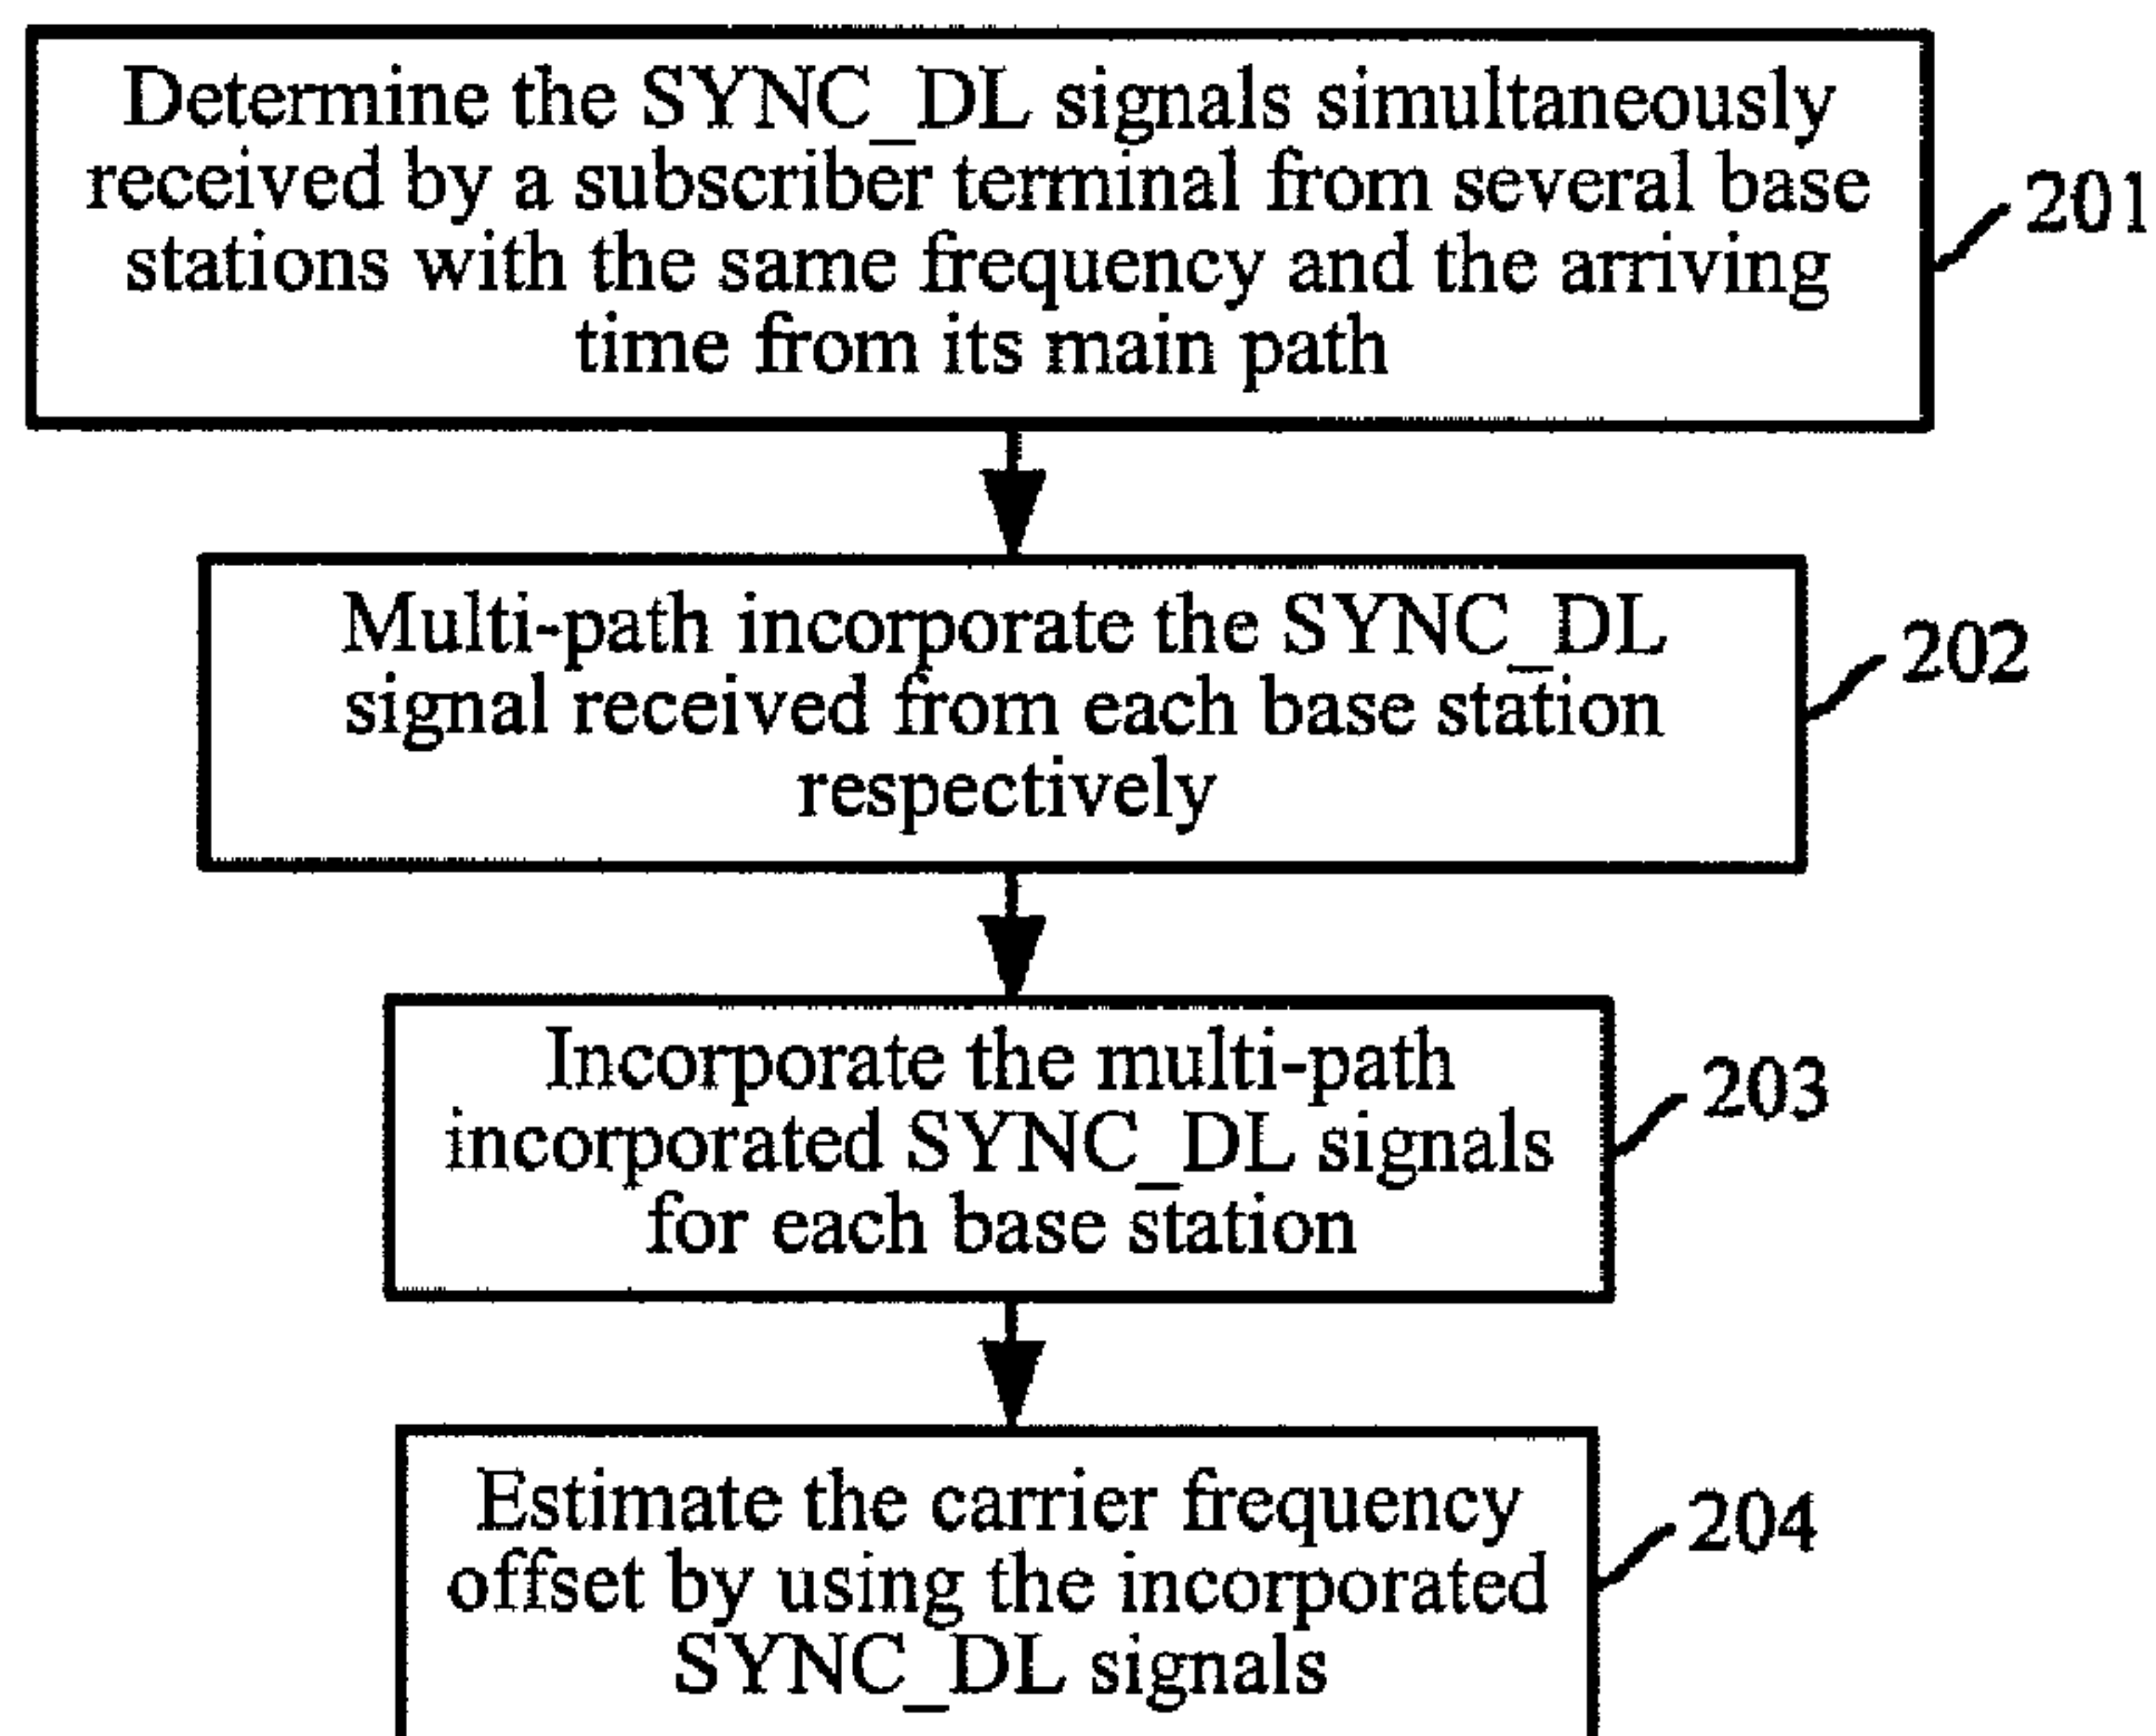 Determine the SYNC_DL signals simultaneously
received by a subscriber terminal from several base
stations with the same frequency and the arriving
time from its main path
201
Multi-path incorporate the SYNC_DL
signal received from each base station
respectively
202
Incorporate the multi-path
incorporated SYNC_DL signals
for each base station
203
Estimate the carrier frequency
offset by using the incorporated
SYNC_DL signals
204